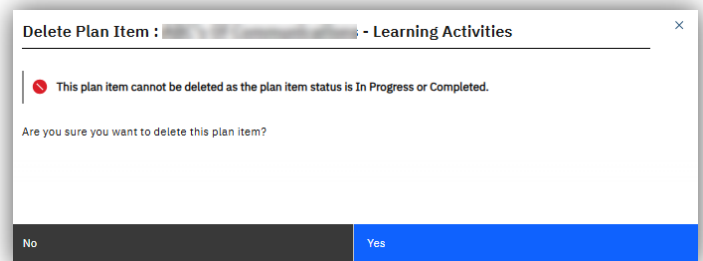 Delete Plan Item : - Learning Activities
This plan item cannot be deleted as the plan item status is In Progress or Completed.
Are you sure you want to delete this plan item?
No
Yes